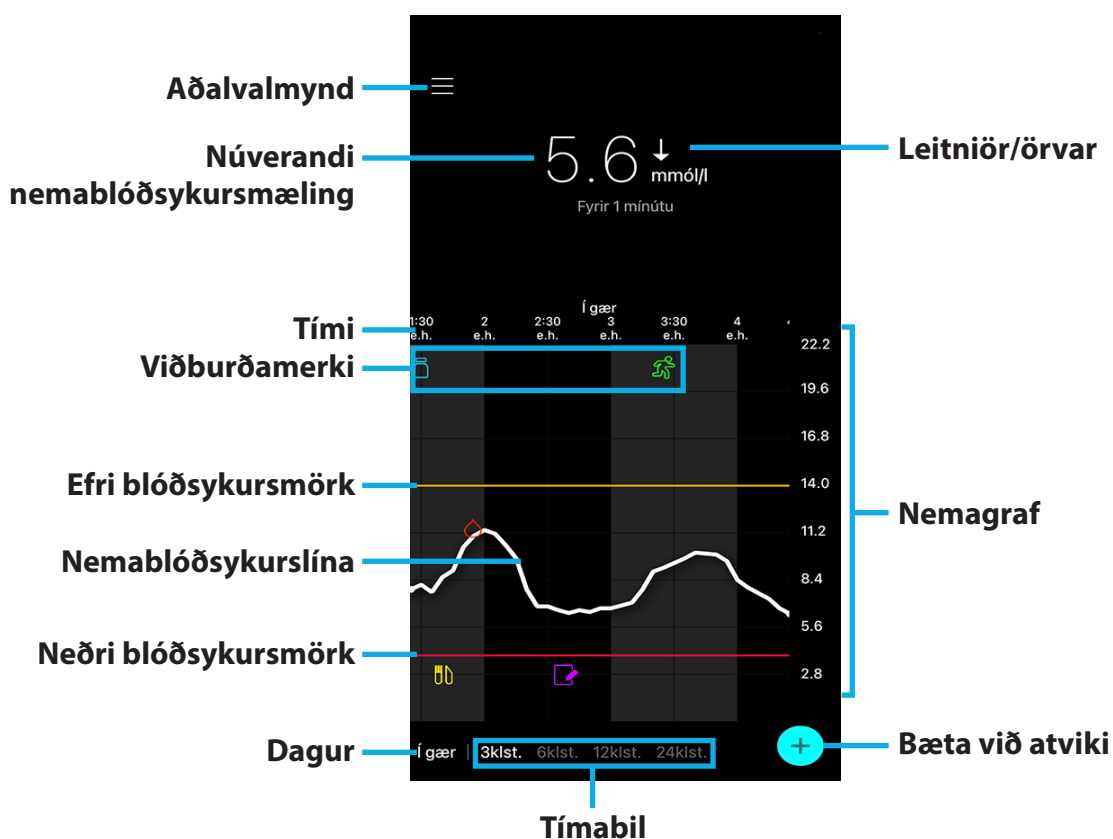 Aðalvalmynd
Núverandi
nemablóðsykursmæling
5.6
mmól/l
Fyrir 1 mínútu
Leitniör/örvar
Í gær
Tími
1:30 2 2:30 3 3:30 4
e.h. e.h. e.h. e.h. e.h. e.h.
Viðburðamerki
22.2
19.6
16.8
Efri blóðsykursmörk
14.0
11.2
Nemagraf
Nemablóðsykurslína
8.4
5.6
Neðri blóðsykursmörk
2.8
Dagur
Í gær | 3klst. 6klst. 12klst. 24klst.
Bæta við atviki
Tímabil